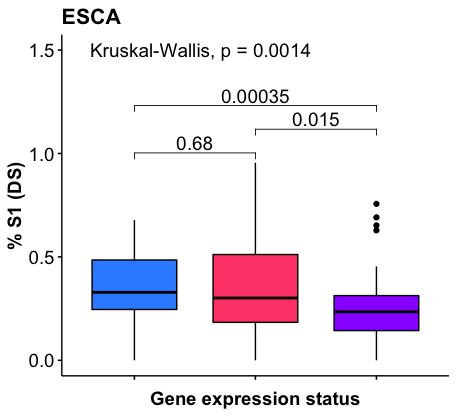 ESCA
Kruskal-Wallis, p = 0.0014
0.00035
0.015
0.68
1.5
1.0
0.5
0.0
% S1 (DS)
Gene expression status